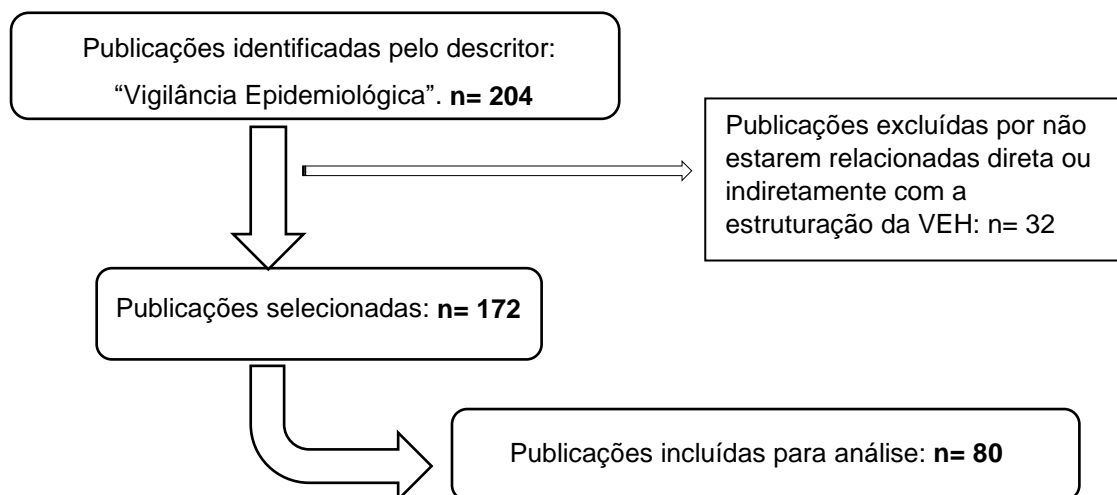 Publicações identificadas pelo descritor:
“Vigilância Epidemiológica”. n= 204
Publicações excluídas por não
estarem relacionadas direta ou
indiretamente com a
estruturação da VEH: n= 32
Publicações selecionadas: n= 172
Publicações incluídas para análise: n= 80